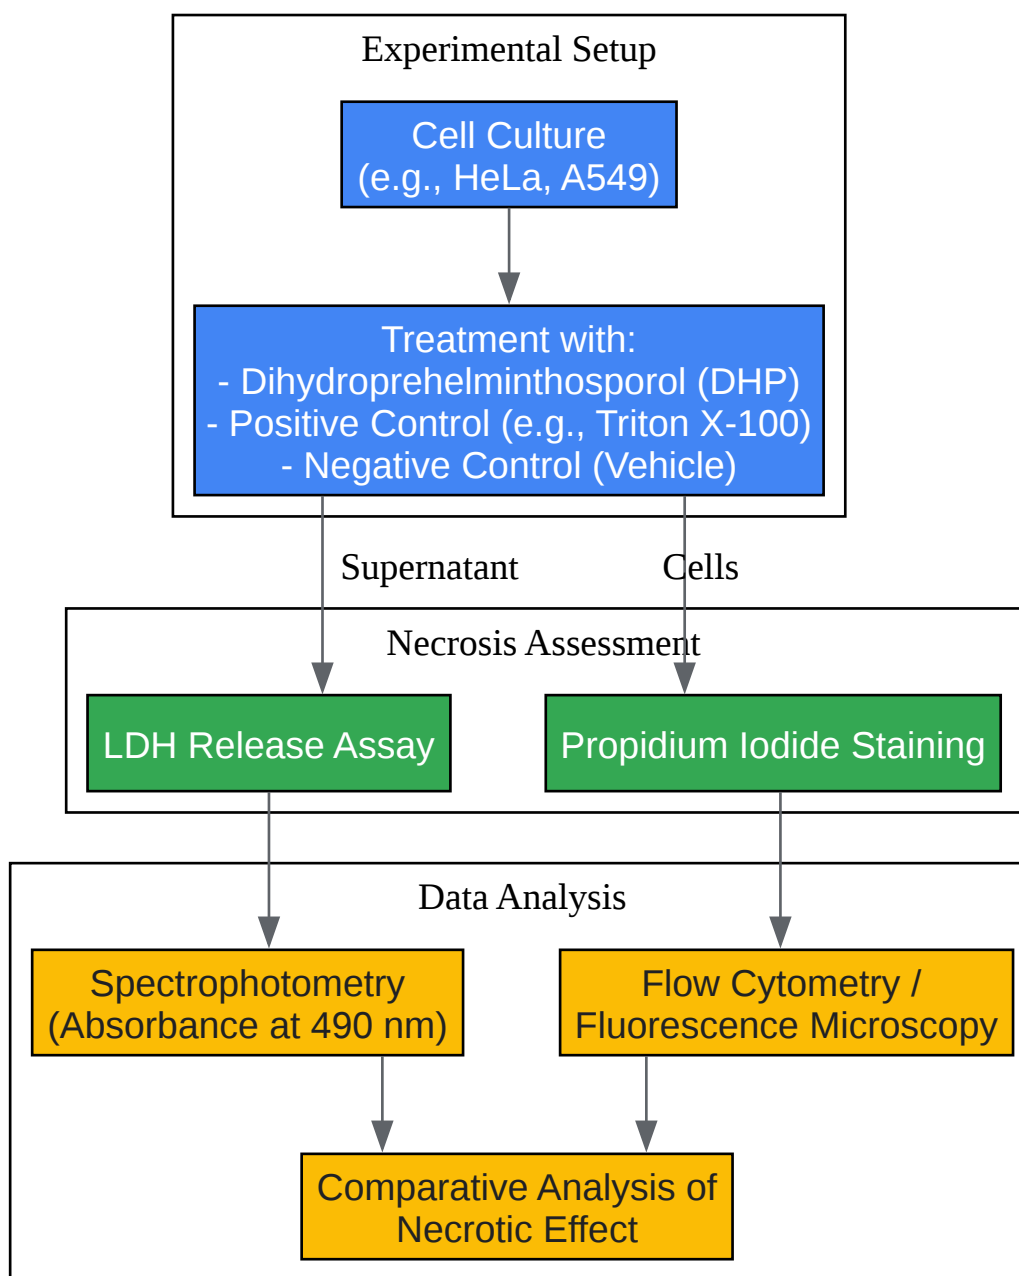 Experimental Setup
Cell Culture
(e.g., HeLa, A549)
Treatment with:
- Dihydroprehelminthosporol (DHP)
- Positive Control (e.g., Triton X-100)
- Negative Control (Vehicle)
Supernatant
Cells
Necrosis Assessment
LDH Release Assay
Propidium Iodide Staining
Data Analysis
Spectrophotometry
(Absorbance at 490 nm)
Flow Cytometry /
Fluorescence Microscopy
Comparative Analysis of
Necrotic Effect